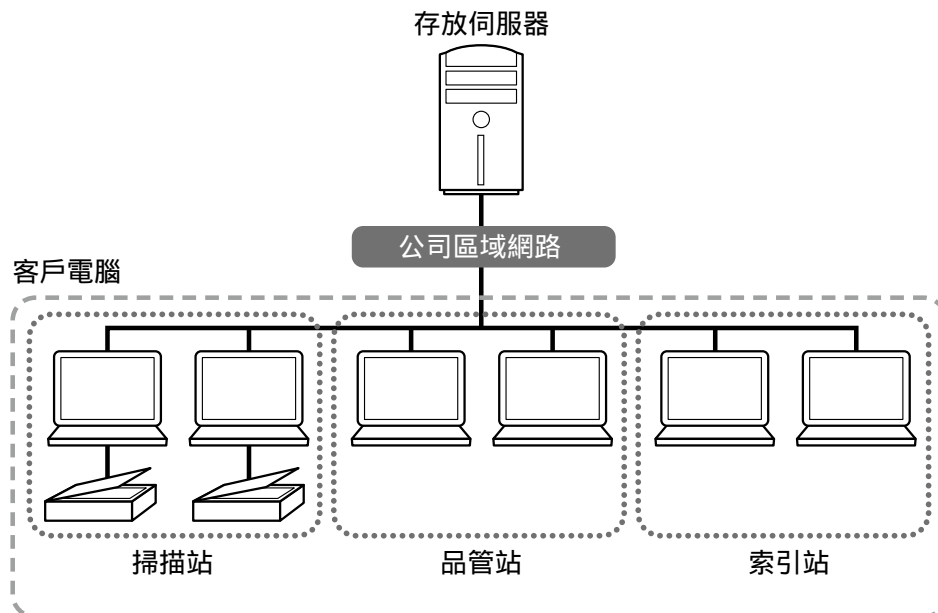 存放伺服器
公司區域網路
客戶電腦
掃描站
品管站
索引站